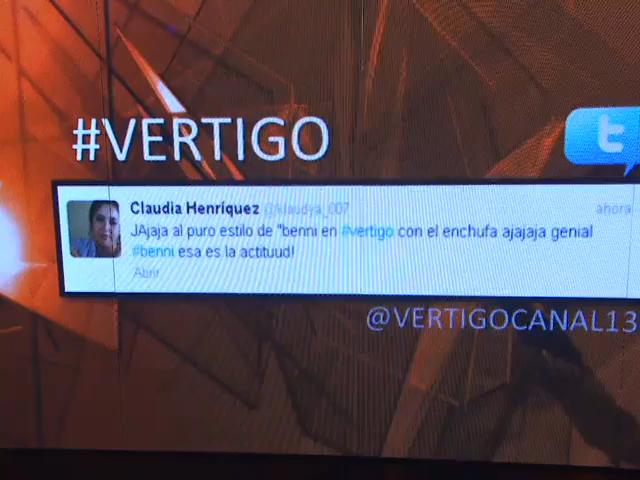 #VERTIGO
Claudia Henríquez @klaudya_007 ahora
JAjaja al puro estilo de "benni en #vertigo con el enchufa ajajaja genial
#benni esa es la actituud!
Abrir
@VERTIGOCANAL13